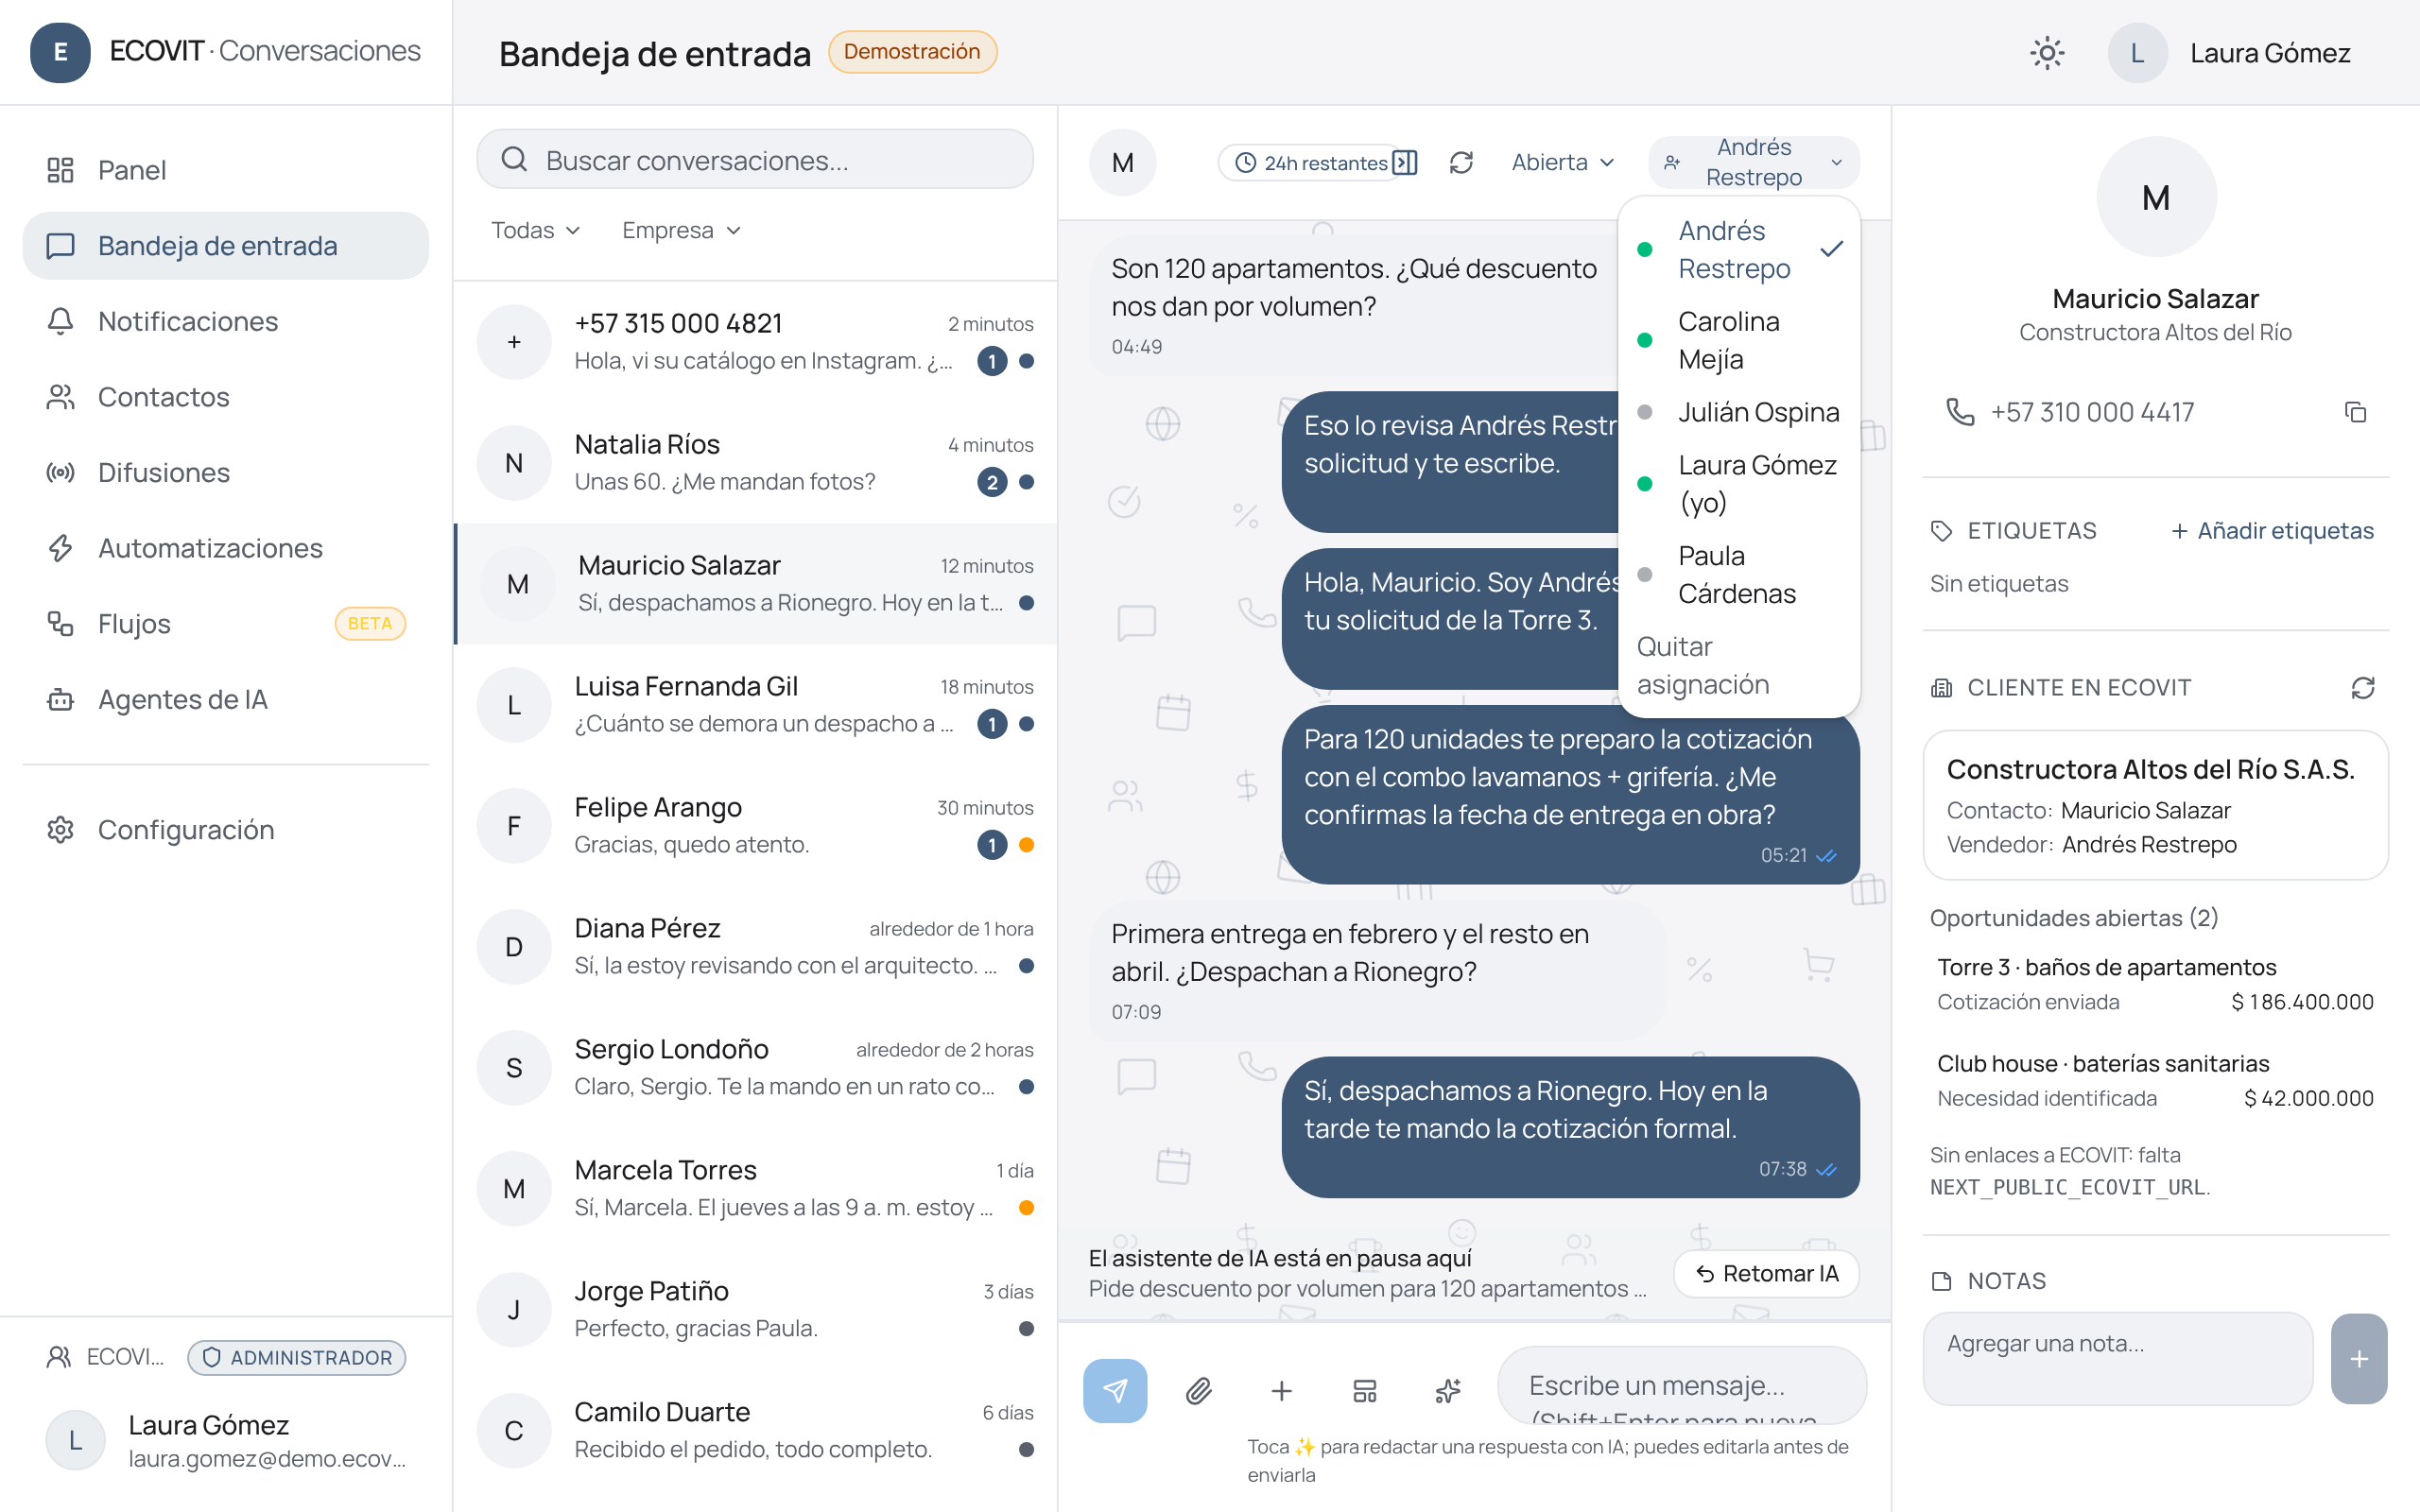 E ECOVIT · Conversaciones
Bandeja de entrada Demostración
L Laura Gómez
Panel
Bandeja de entrada
Notificaciones
Contactos
Difusiones
Automatizaciones
Flujos BETA
Agentes de IA
Configuración
ECOVI... ADMINISTRADOR
L Laura Gómez
laura.gomez@demo.ecov...
Buscar conversaciones...
Todas Empresa
+ +57 315 000 4821 2 minutos
Hola, vi su catálogo en Instagram. ¿... 1
N Natalia Ríos 4 minutos
Unas 60. ¿Me mandan fotos? 2
M Mauricio Salazar 12 minutos
Sí, despachamos a Rionegro. Hoy en la t...
L Luisa Fernanda Gil 18 minutos
¿Cuánto se demora un despacho a ... 1
F Felipe Arango 30 minutos
Gracias, quedo atento. 1
D Diana Pérez alrededor de 1 hora
Sí, la estoy revisando con el arquitecto. ...
S Sergio Londoño alrededor de 2 horas
Claro, Sergio. Te la mando en un rato co...
M Marcela Torres 1 día
Sí, Marcela. El jueves a las 9 a. m. estoy ...
J Jorge Patiño 3 días
Perfecto, gracias Paula.
C Camilo Duarte 6 días
Recibido el pedido, todo completo.
M 24h restantes Abierta Andrés
Restrepo
Andrés
Restrepo
Carolina
Mejía
Julián Ospina
Laura Gómez
(yo)
Paula
Cárdenas
Quitar
asignación
Son 120 apartamentos. ¿Qué descuento
nos dan por volumen?
04:49
Eso lo revisa Andrés Restr
solicitud y te escribe.
Hola, Mauricio. Soy Andrés
tu solicitud de la Torre 3.
Para 120 unidades te preparo la cotización
con el combo lavamanos + grifería. ¿Me
confirmas la fecha de entrega en obra?
05:21
Primera entrega en febrero y el resto en
abril. ¿Despachan a Rionegro?
07:09
Sí, despachamos a Rionegro. Hoy en la
tarde te mando la cotización formal.
07:38
El asistente de IA está en pausa aquí
Pide descuento por volumen para 120 apartamentos ...
Retomar IA
Escribe un mensaje...
(Shift+Enter para nueva
Toca ✨ para redactar una respuesta con IA; puedes editarla antes de
enviarla
M
Mauricio Salazar
Constructora Altos del Río
+57 310 000 4417
ETIQUETAS + Añadir etiquetas
Sin etiquetas
CLIENTE EN ECOVIT
Constructora Altos del Río S.A.S.
Contacto: Mauricio Salazar
Vendedor: Andrés Restrepo
Oportunidades abiertas (2)
Torre 3 · baños de apartamentos
Cotización enviada $ 186.400.000
Club house · baterías sanitarias
Necesidad identificada $ 42.000.000
Sin enlaces a ECOVIT: falta
NEXT_PUBLIC_ECOVIT_URL.
NOTAS
Agregar una nota...
+